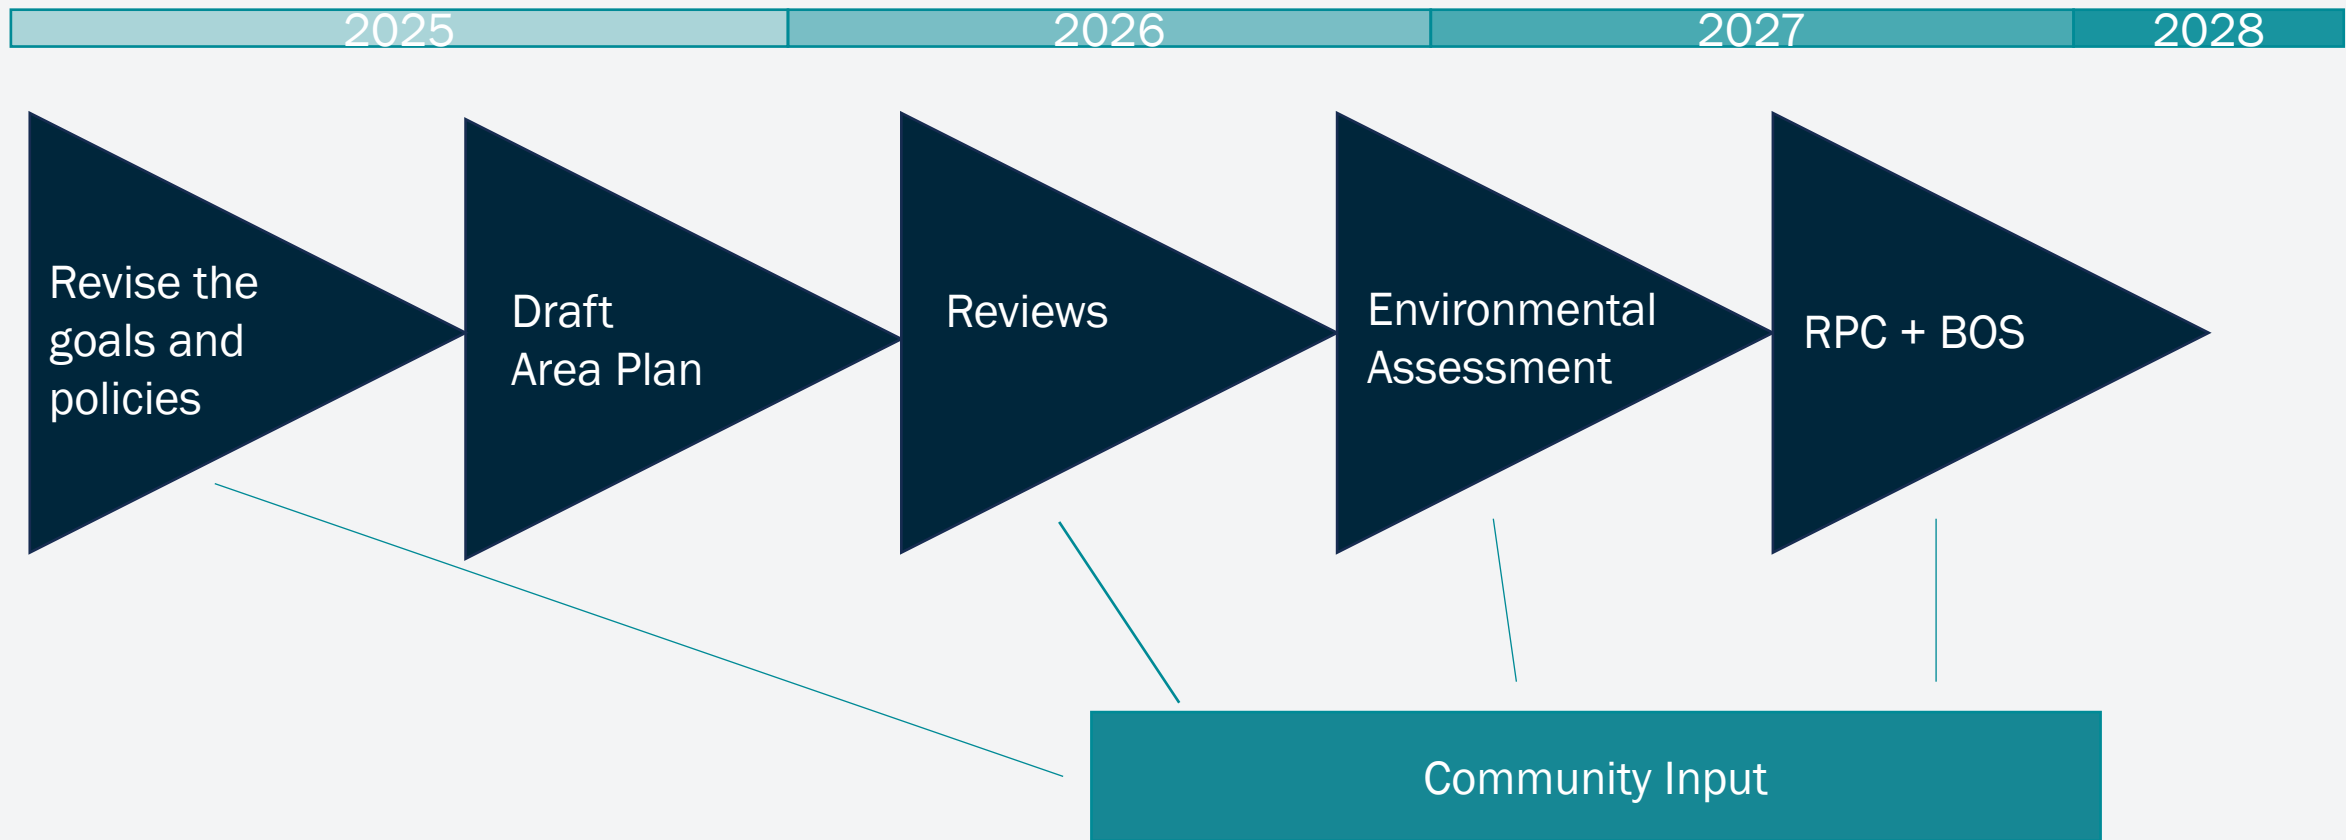 2025
2026
2027
2028
Revise the
goals and
policies
Draft
Area Plan
Reviews
Environmental
Assessment
RPC + BOS
Community Input